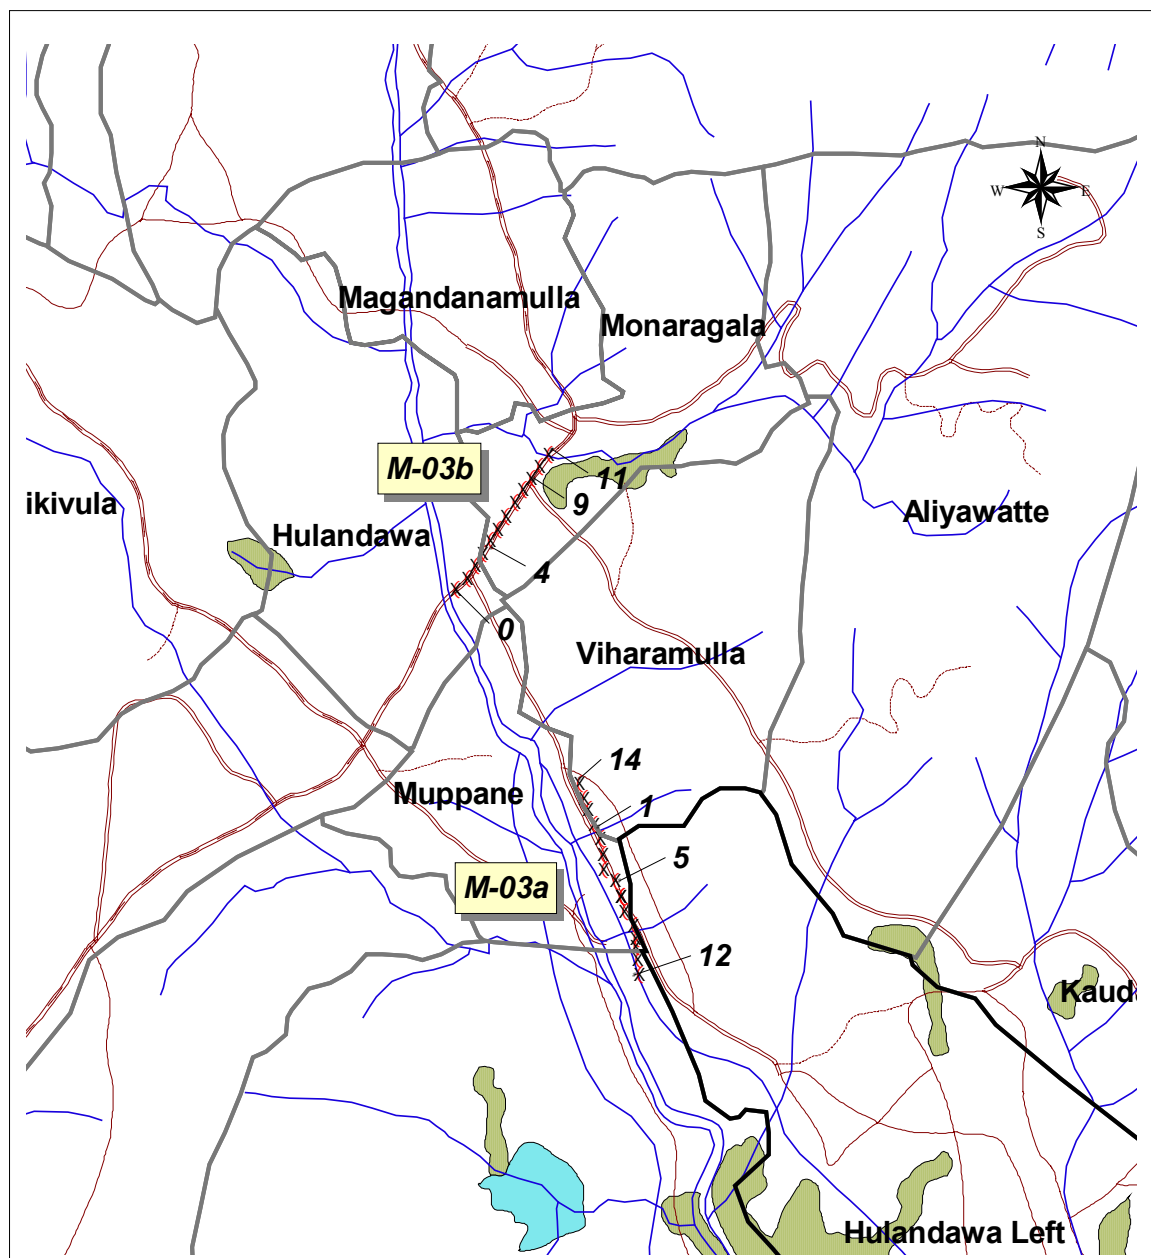 N
W E
S
Magandanamulla
Monaragala
M-03b
11
9
ikivula
Aliyawatte
Hulandawa
4
0
Viharamulla
14
Muppane
1
5
M-03a
12
Kaud
Hulandawa Left